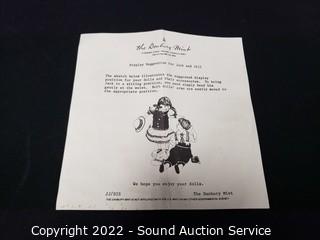 The Danbury Mint
Display Suggestion for Jack and Jill
The sketch below illustrates the suggested display
position for your dolls and their accessories. To bring
Jack to a sitting position, you need simply bend him
gently at the waist. Both dolls' arms are easily moved to
the appropriate position.
We hope you enjoy your dolls.
The Danbury Mint
Copyright 2022 - Sound Auction Service